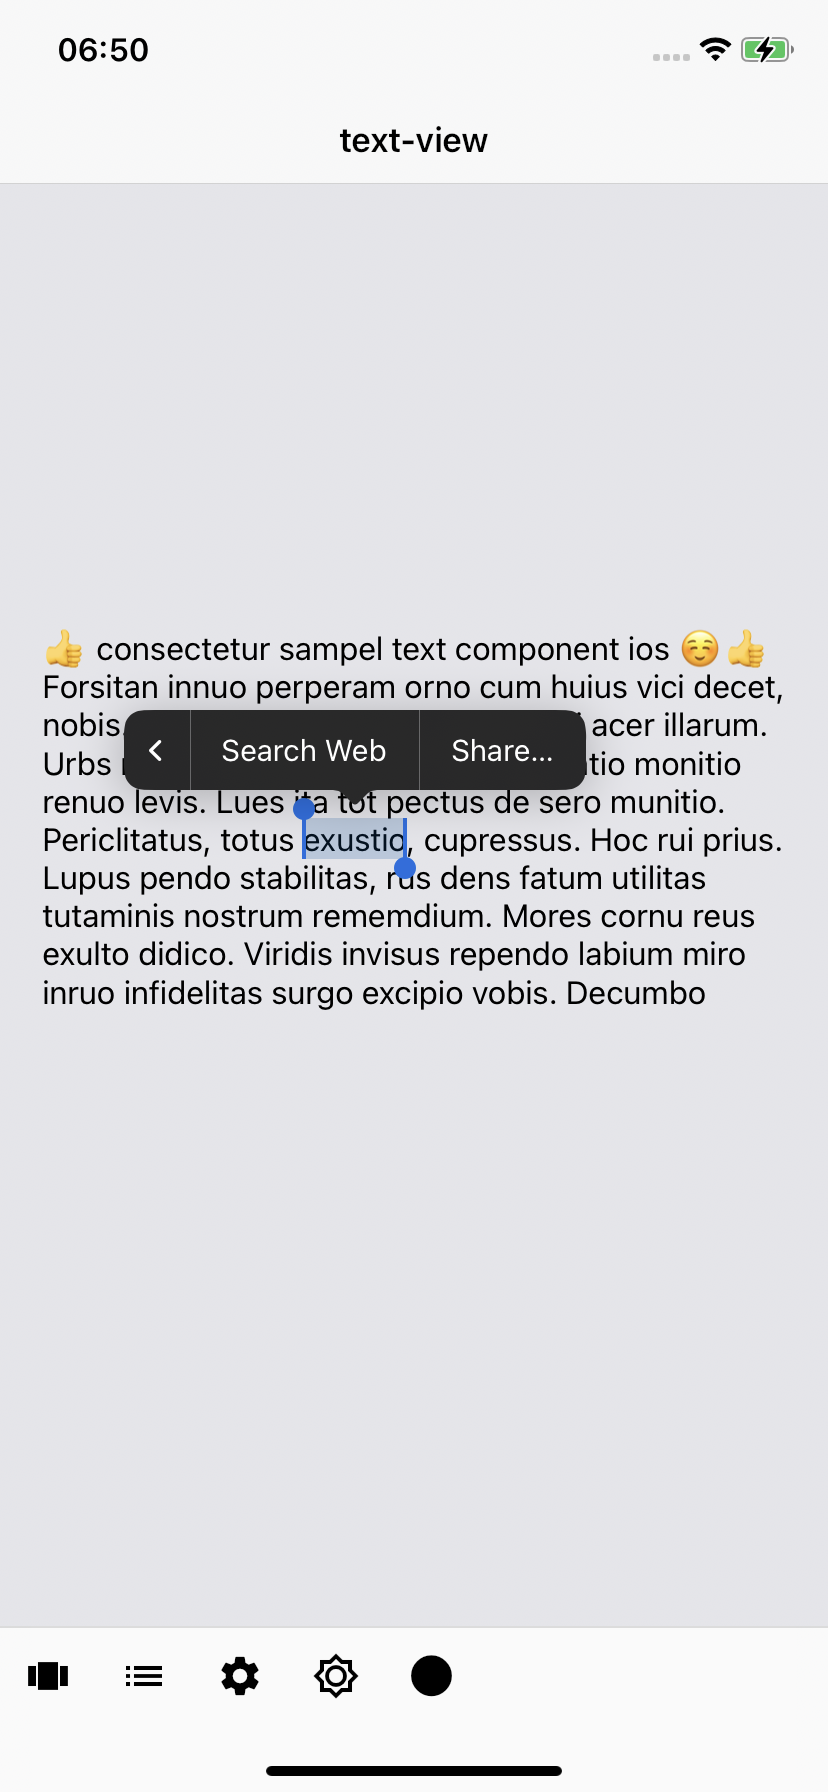 06:50
text-view
👍 consectetur sampel text component ios ☺️👍
Forsitan innuo perperam orno cum huius vici decet,
nobis. acer illarum.
Search Web
Share...
Urbs monitio
renuo levis. Lues ita tot pectus de sero munitio.
Periclitatus, totus exustio, cupressus. Hoc rui prius.
Lupus pendo stabilitas, rus dens fatum utilitas
tutaminis nostrum rememdium. Mores cornu reus
exulto didico. Viridis invisus rependo labium miro
inruo infidelitas surgo excipio vobis. Decumbo